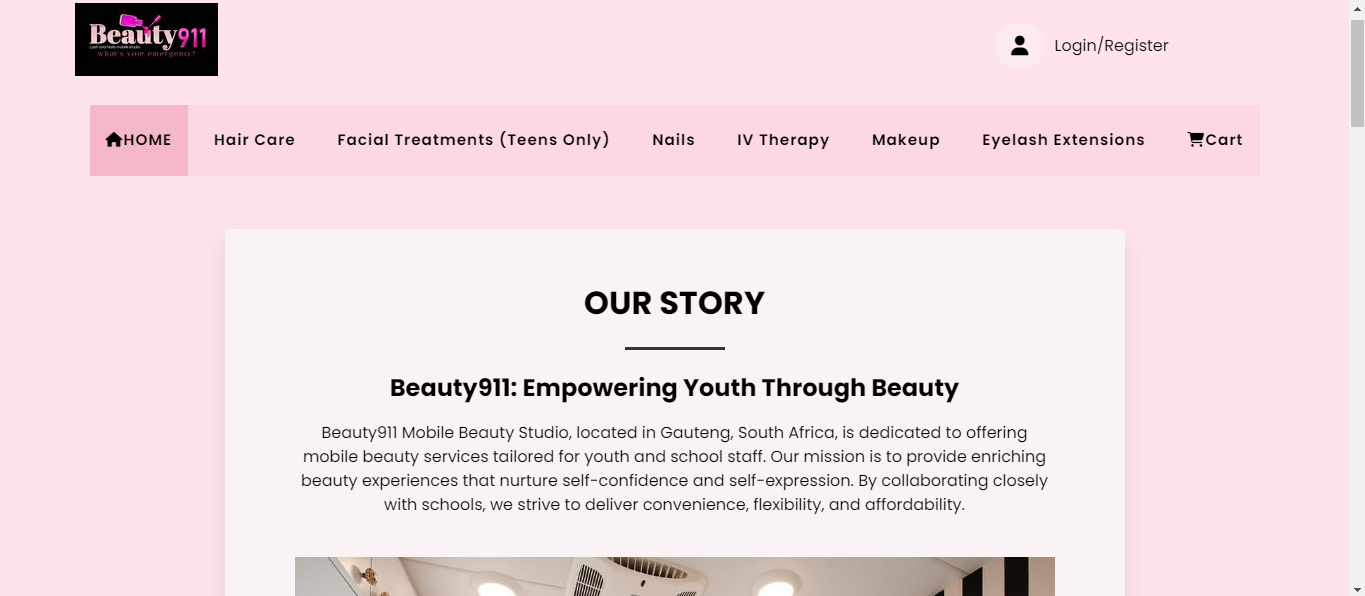 Beauty911
Lash and Nails mobile studio
what's your emergency?
Login/Register
HOME
Hair Care
Facial Treatments (Teens Only)
Nails
IV Therapy
Makeup
Eyelash Extensions
Cart
OUR STORY
Beauty911: Empowering Youth Through Beauty
Beauty911 Mobile Beauty Studio, located in Gauteng, South Africa, is dedicated to offering
mobile beauty services tailored for youth and school staff. Our mission is to provide enriching
beauty experiences that nurture self-confidence and self-expression. By collaborating closely
with schools, we strive to deliver convenience, flexibility, and affordability.